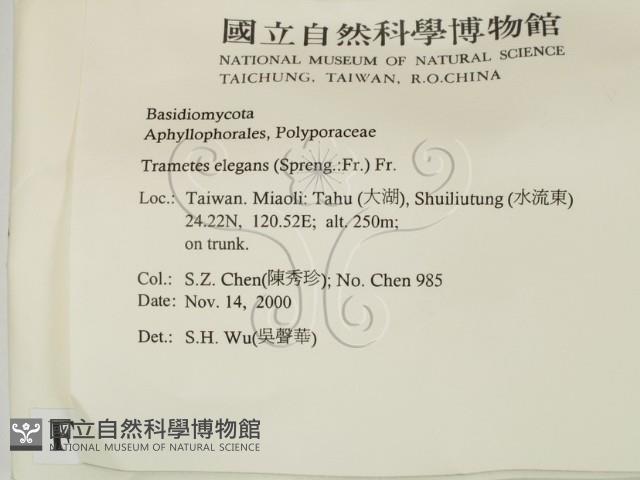 國立自然科學博物館
NATIONAL MUSEUM OF NATURAL SCIENCE
TAICHUNG, TAIWAN, R.O.CHINA
Basidiomycota
Aphyllophorales, Polyporaceae
Trametes elegans (Spreng.:Fr.) Fr.
Loc.: Taiwan. Miaoli: Tahu (大湖), Shuiliutung (水流東)
24.22N, 120.52E; alt. 250m;
on trunk.
Col.: S.Z. Chen(陳秀珍); No. Chen 985
Date: Nov. 14, 2000
Det.: S.H. Wu(吳聲華)
F
國立自然科學博物館
NATIONAL MUSEUM OF NATURAL SCIENCE